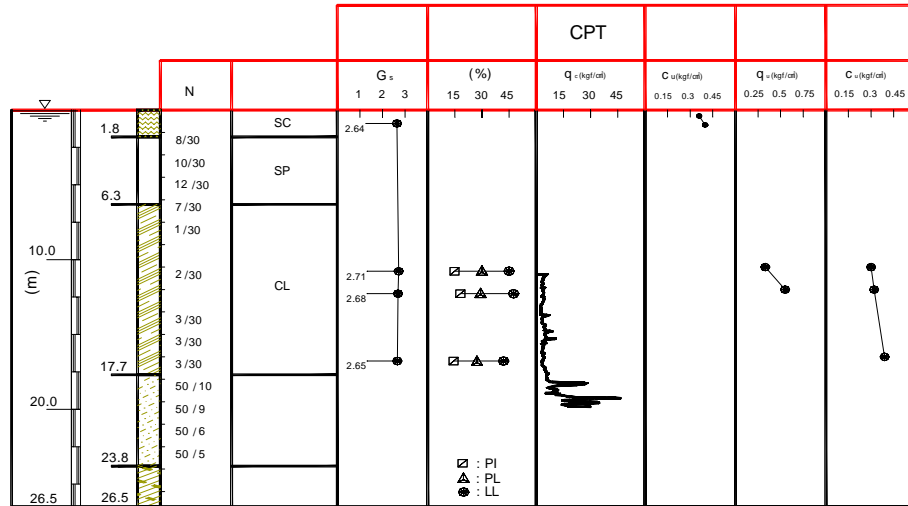 CPT
N
G s
(%)
q c (kgf/㎠)
C u (kgf/㎠)
q u (kgf/㎠)
C u (kgf/㎠)
1 2 3
15 30 45
15 30 45
0.15 0.3 0.45
0.25 0.5 0.75
0.15 0.3 0.45
SC
2.64
1.8
8/30
10/30
SP
12 /30
6.3
7 /30
1 /30
10.0
2.71
2 /30
(m)
CL
2.68
3 /30
3 /30
3 /30
2.65
17.7
50 / 10
20.0
50 / 9
50 / 6
50 / 5
23.8
: PI
: PL
: LL
26.5
26.5